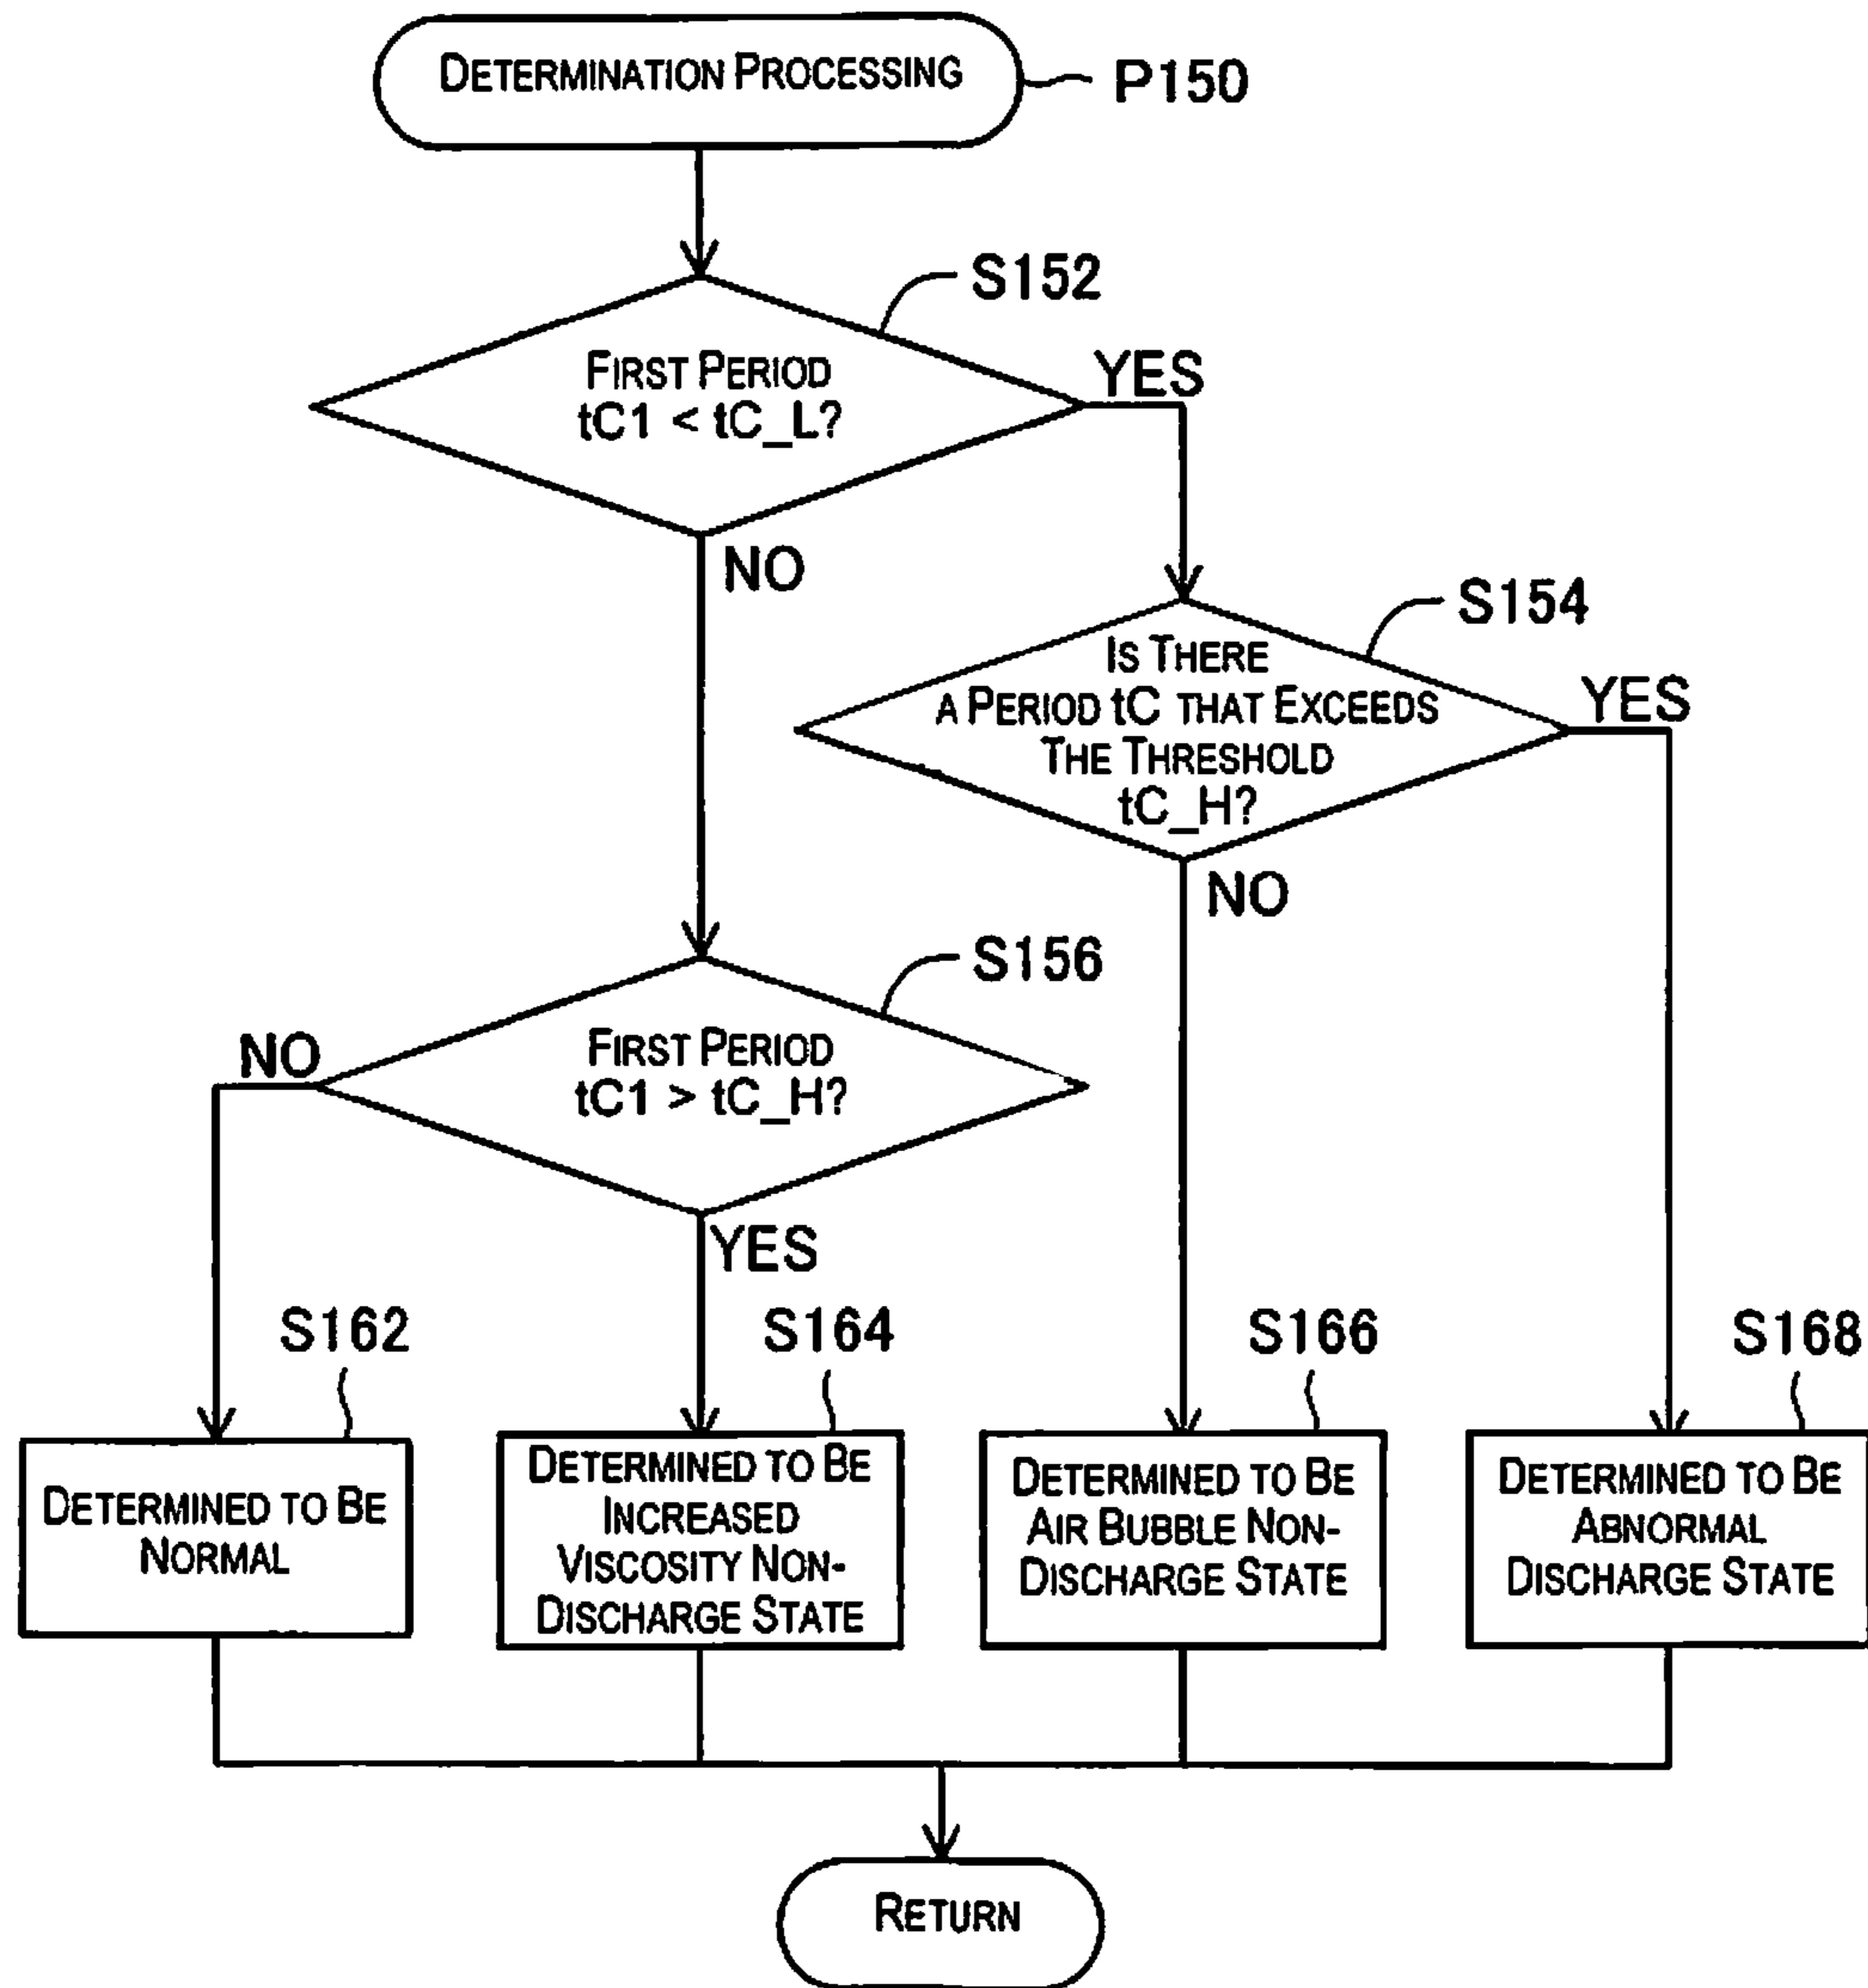 DETERMINATION PROCESSING
P150
S152
FIRST PERIOD
tC1 < tC_L?
YES
NO
S154
IS THERE
A PERIOD tC THAT EXCEEDS
THE THRESHOLD
tC_H?
YES
NO
S156
FIRST PERIOD
tC1 > tC_H?
NO
YES
S162
DETERMINED TO BE
NORMAL
S164
DETERMINED TO BE
INCREASED
VISCOSITY NON-
DISCHARGE STATE
S166
DETERMINED TO BE
AIR BUBBLE NON-
DISCHARGE STATE
S168
DETERMINED TO BE
ABNORMAL
DISCHARGE STATE
RETURN